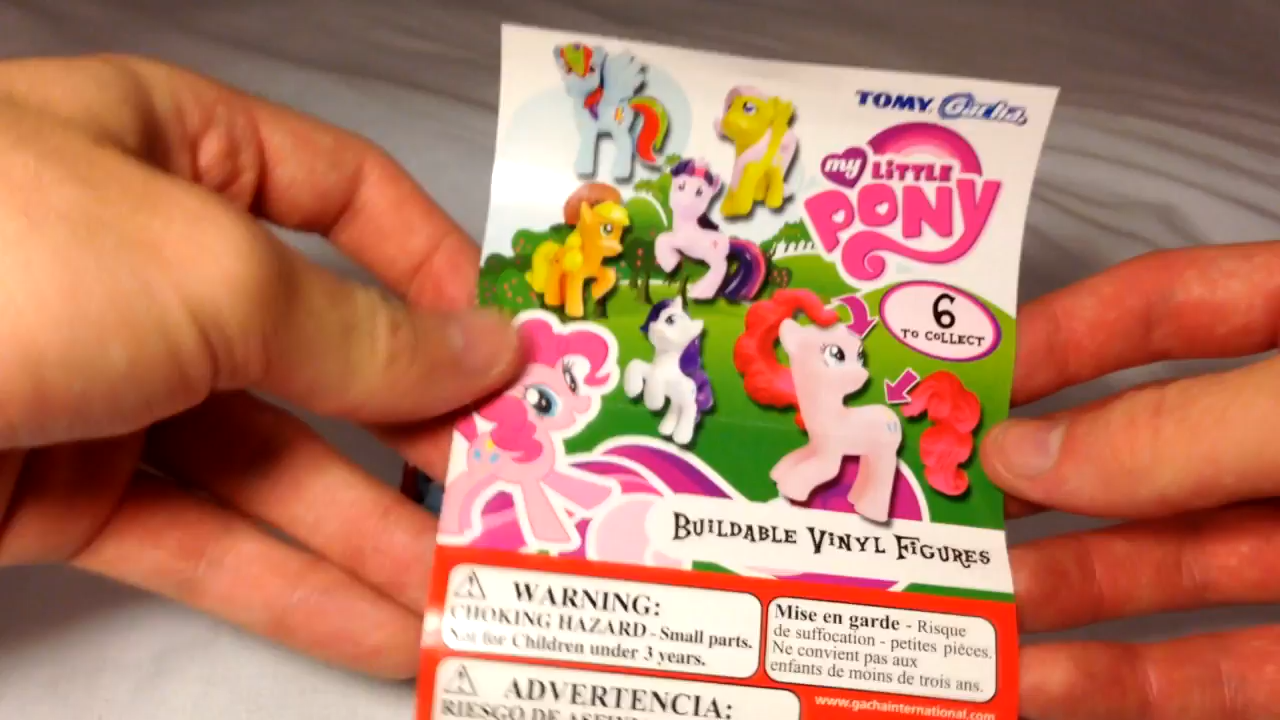 TOMY Gacha
my LiTTLE PONY
6
TO COLLECT
BUILDABLE VINYL FIGURES
WARNING:
CHOKING HAZARD - Small parts.
Not for Children under 3 years.
Mise en garde - Risque
de suffocation - petites pièces.
Ne convient pas aux
enfants de moins de trois ans.
ADVERTENCIA:
RIESGO DE
www.gachainternational.com